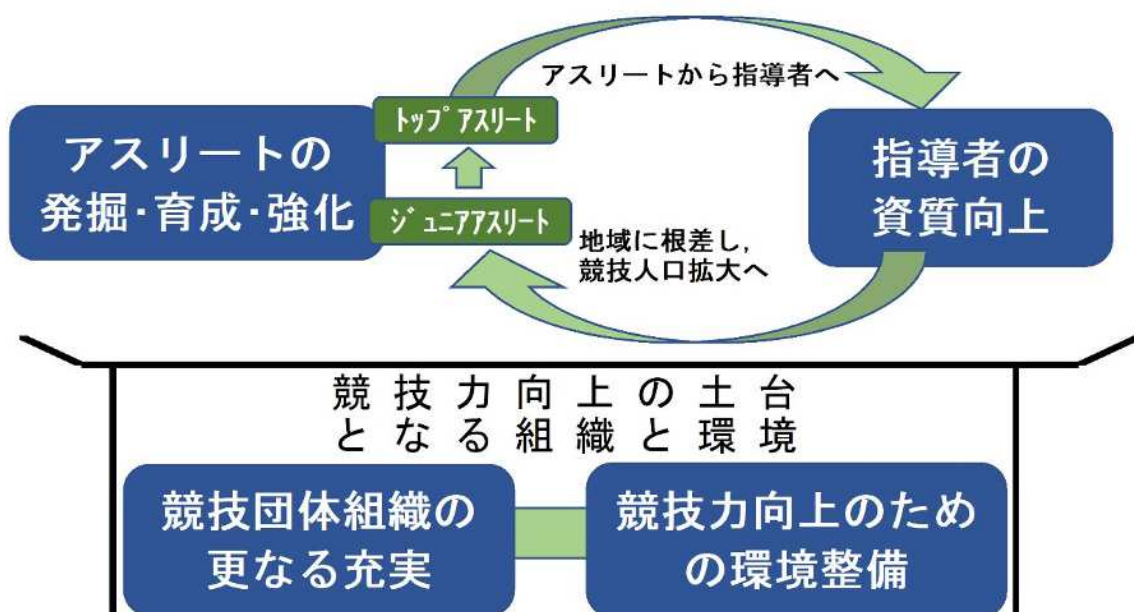 アスリートから指導者へ
アスリートの
発掘・育成・強化
ﾄｯﾌﾟｱｽﾘｰﾄ
ｼﾞｭﾆｱｱｽﾘｰﾄ
指導者の
資質向上
地域に根差し,
競技人口拡大へ
競技力向上の土台
となる組織と環境
競技団体組織の
更なる充実
競技力向上のため
の環境整備